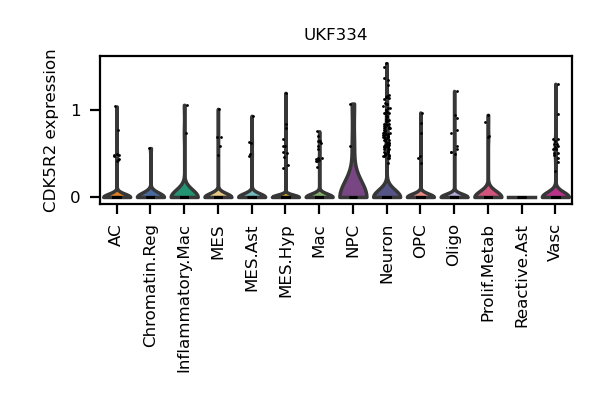 UKF334
CDK5R2 expression
1
0
AC
Chromatin.Reg
Inflammatory.Mac
MES
MES.Ast
MES.Hyp
Mac
NPC
Neuron
OPC
Oligo
Prolif.Metab
Reactive.Ast
Vasc